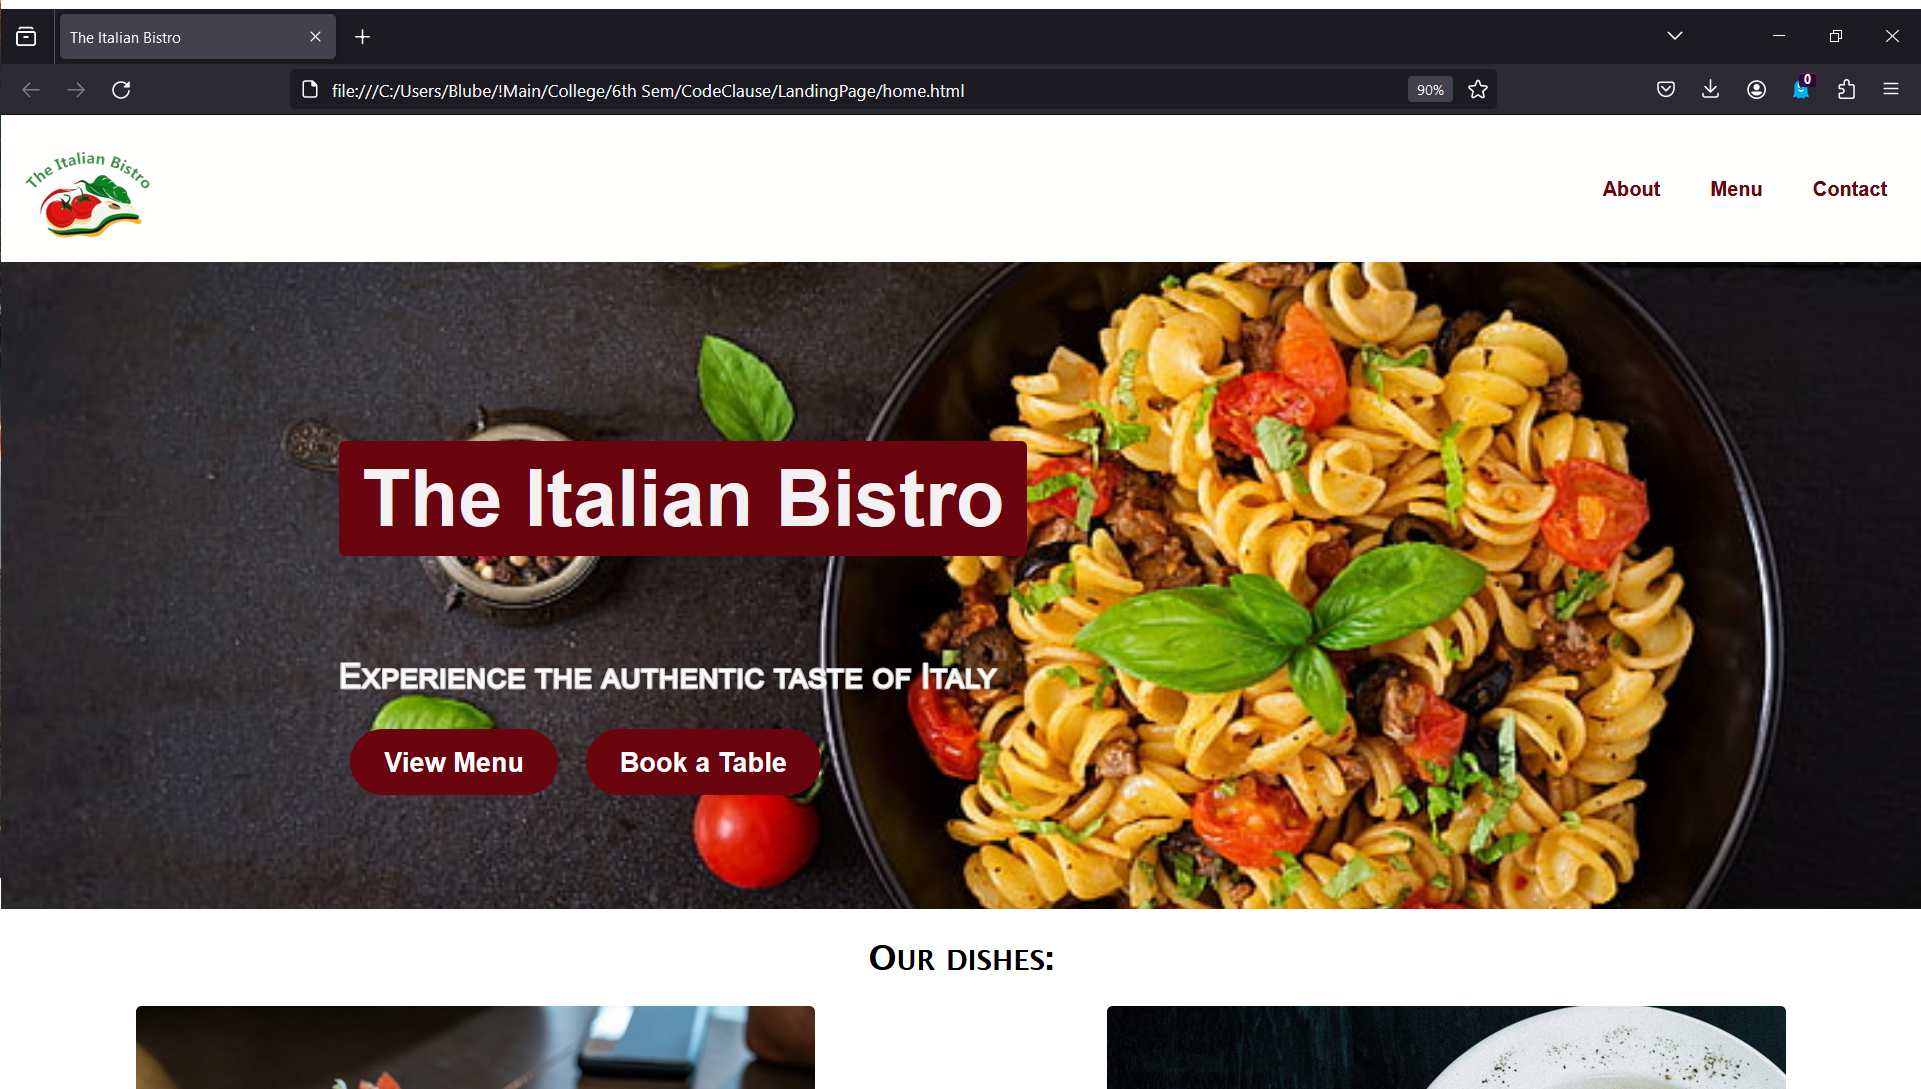 The Italian Bistro
file:///C:/Users/Blube/!Main/College/6th Sem/CodeClause/LandingPage/home.html
90%
0
The Italian Bistro
About Menu Contact
The Italian Bistro
Experience the authentic taste of Italy
View Menu Book a Table
Our dishes: